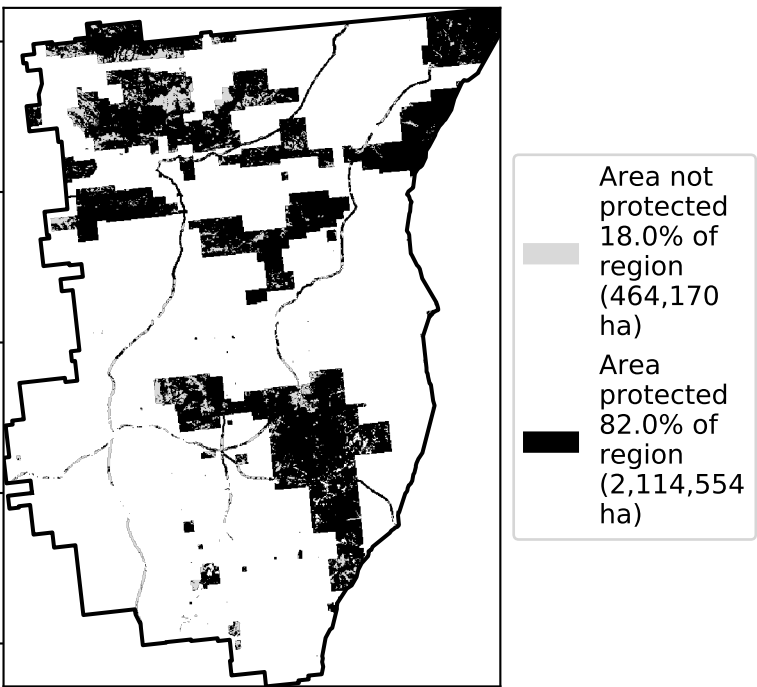 Area not
protected
18.0% of
region
(464,170
ha)
Area
protected
82.0% of
region
(2,114,554
ha)